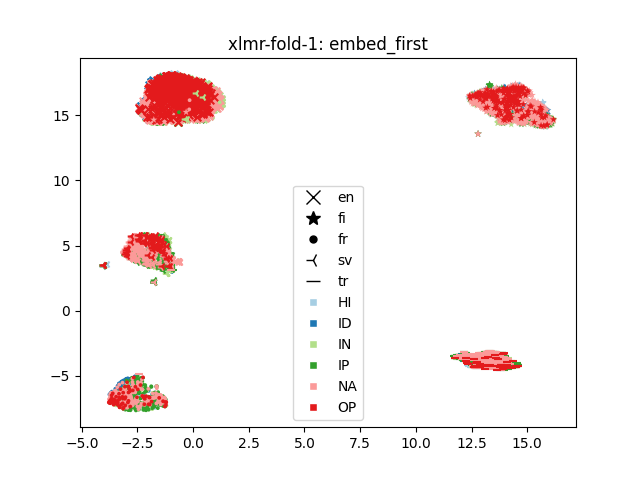 xlmr-fold-1: embed_first
15
10
5
0
−5
en
fi
fr
sv
tr
HI
ID
IN
IP
NA
OP
−5.0 −2.5 0.0 2.5 5.0 7.5 10.0 12.5 15.0